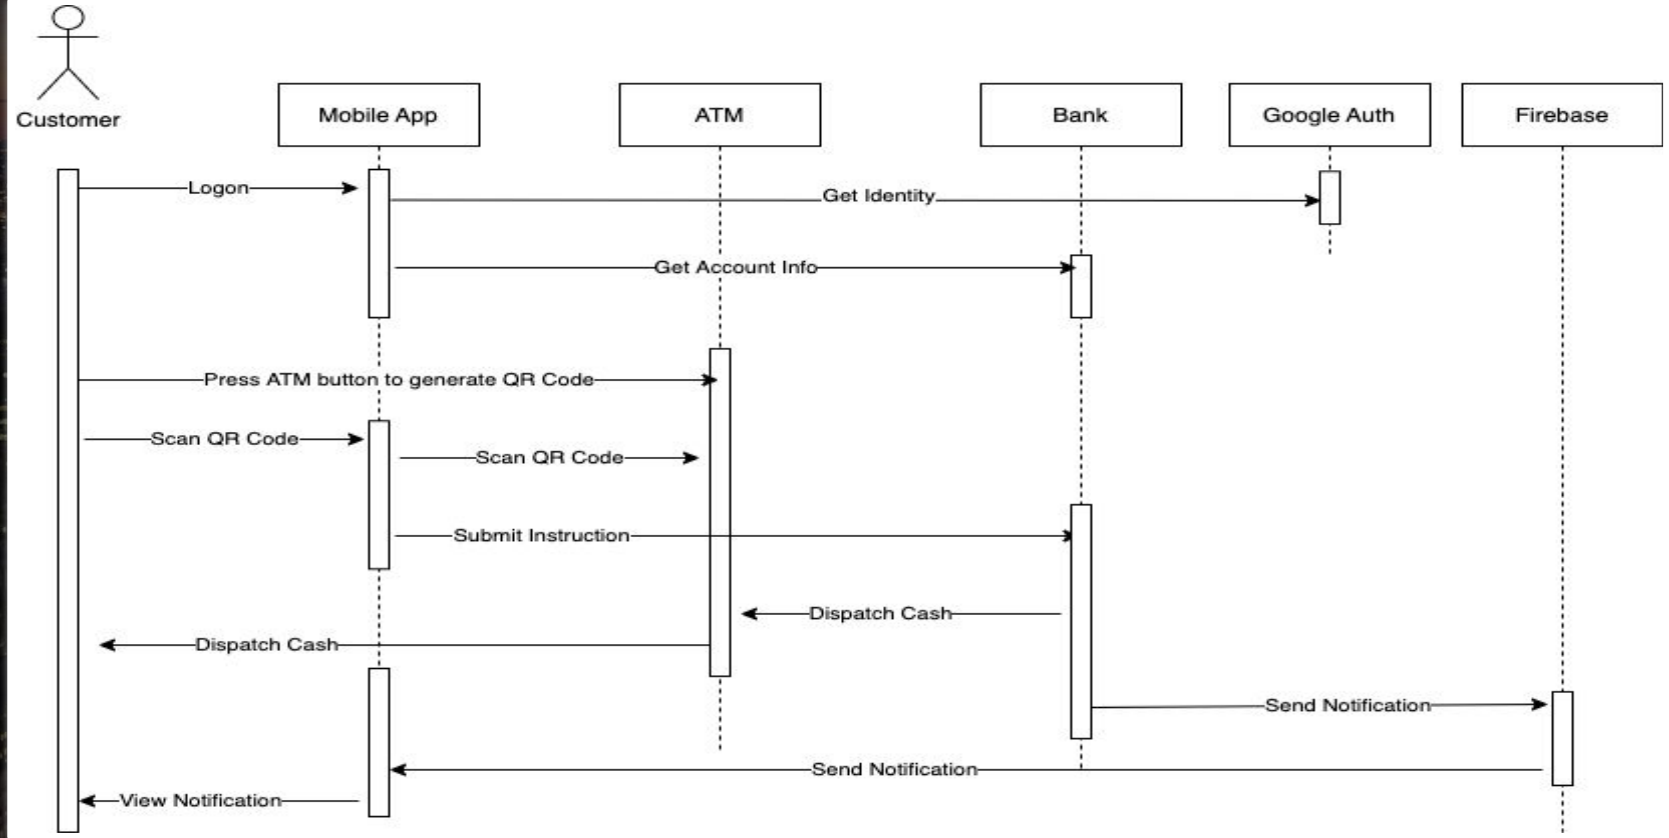 Customer
Mobile App
ATM
Bank
Google Auth
Firebase
Logon
Get Identity
Get Account Info
Press ATM button to generate QR Code
Scan QR Code
Scan QR Code
Submit Instruction
Dispatch Cash
Dispatch Cash
Send Notification
Send Notification
View Notification